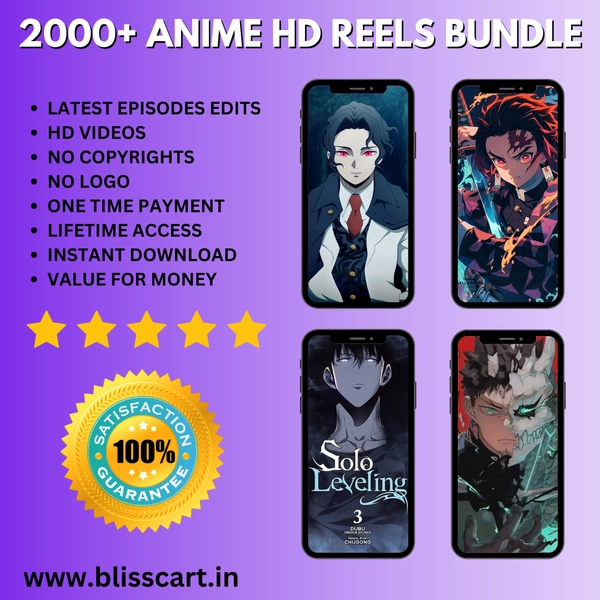 2000+ ANIME HD REELS BUNDLE
• LATEST EPISODES EDITS
• HD VIDEOS
• NO COPYRIGHTS
• NO LOGO
• ONE TIME PAYMENT
• LIFETIME ACCESS
• INSTANT DOWNLOAD
• VALUE FOR MONEY
SATISFACTION
100%
GUARANTEE
Solo
Leveling
3
DUBU
CHUGONG
www.blisscart.in